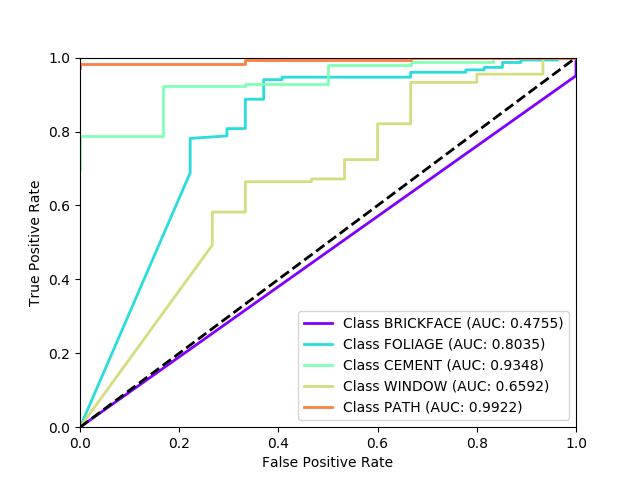 1.0
0.8
0.6
0.4
0.2
0.0
True Positive Rate
Class BRICKFACE (AUC: 0.4755)
Class FOLIAGE (AUC: 0.8035)
Class CEMENT (AUC: 0.9348)
Class WINDOW (AUC: 0.6592)
Class PATH (AUC: 0.9922)
0.0 0.2 0.4 0.6 0.8 1.0
False Positive Rate